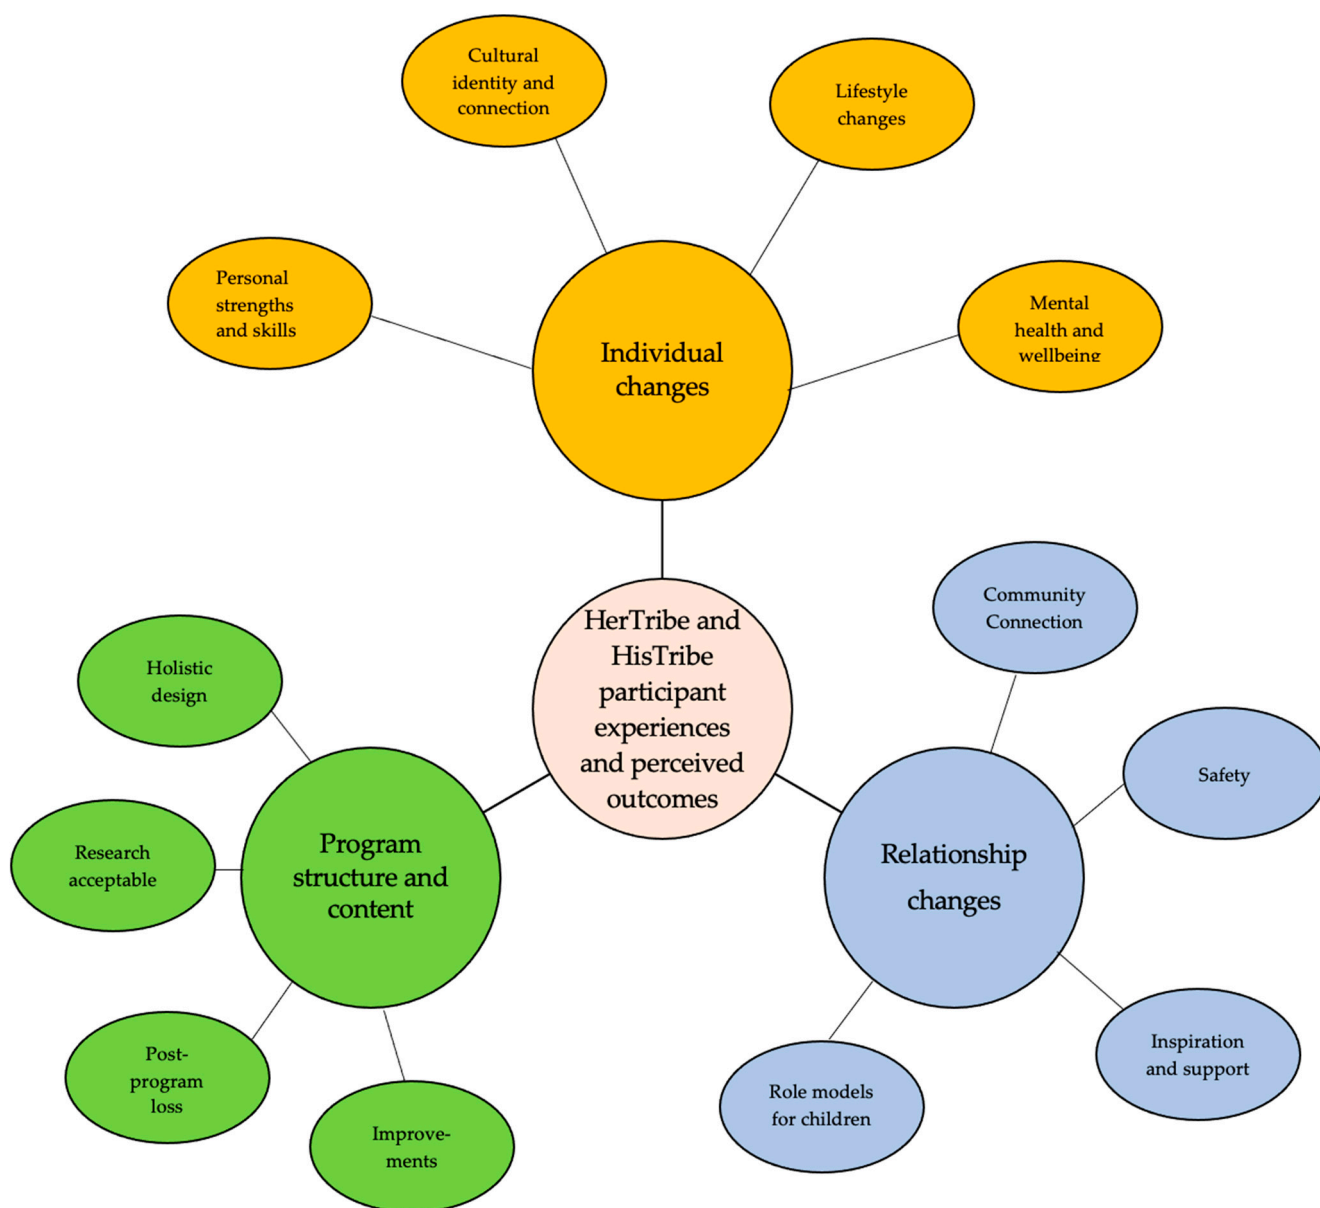 Cultural
identity and
connection
Lifestyle
changes
Personal
strengths
and skills
Mental
health and
wellbeing
Individual
changes
HerTribe and
HisTribe
participant
experiences
and perceived
outcomes
Community
Connection
Safety
Relationship
changes
Inspiration
and support
Role models
for children
Holistic
design
Research
acceptable
Program
structure and
content
Post-
program
loss
Improve-
ments